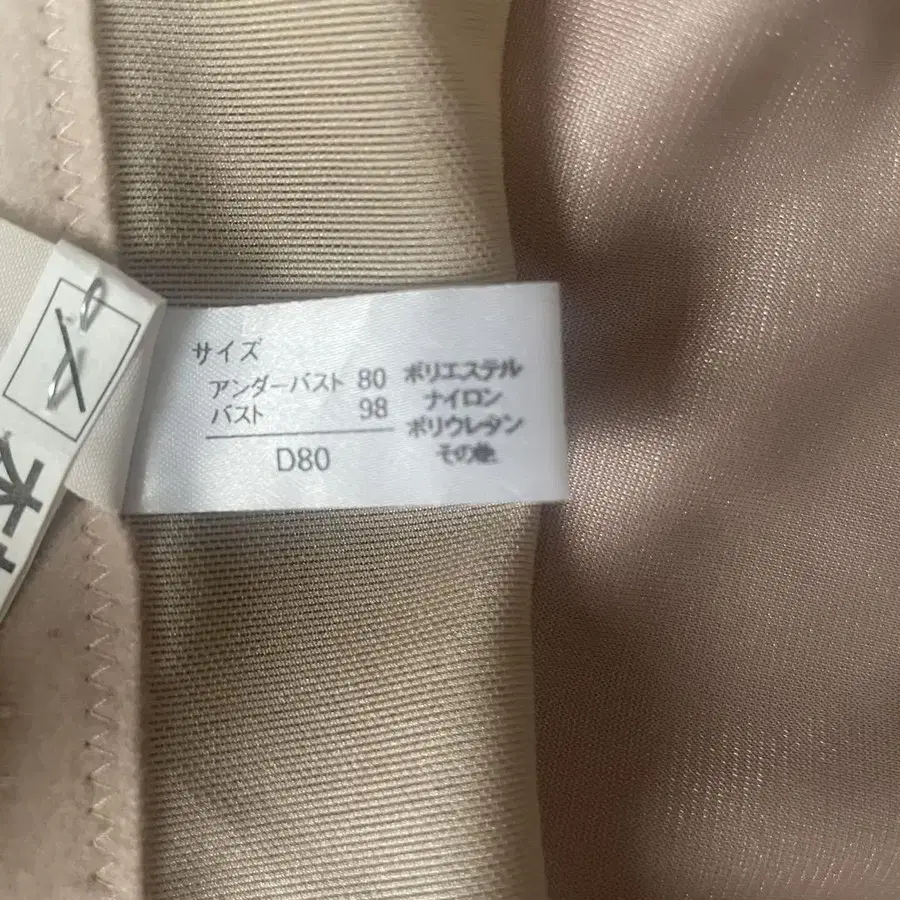 サイズ
アンダーバスト 80
バスト 98
D80
ポリエステル
ナイロン
ポリウレタン
その他